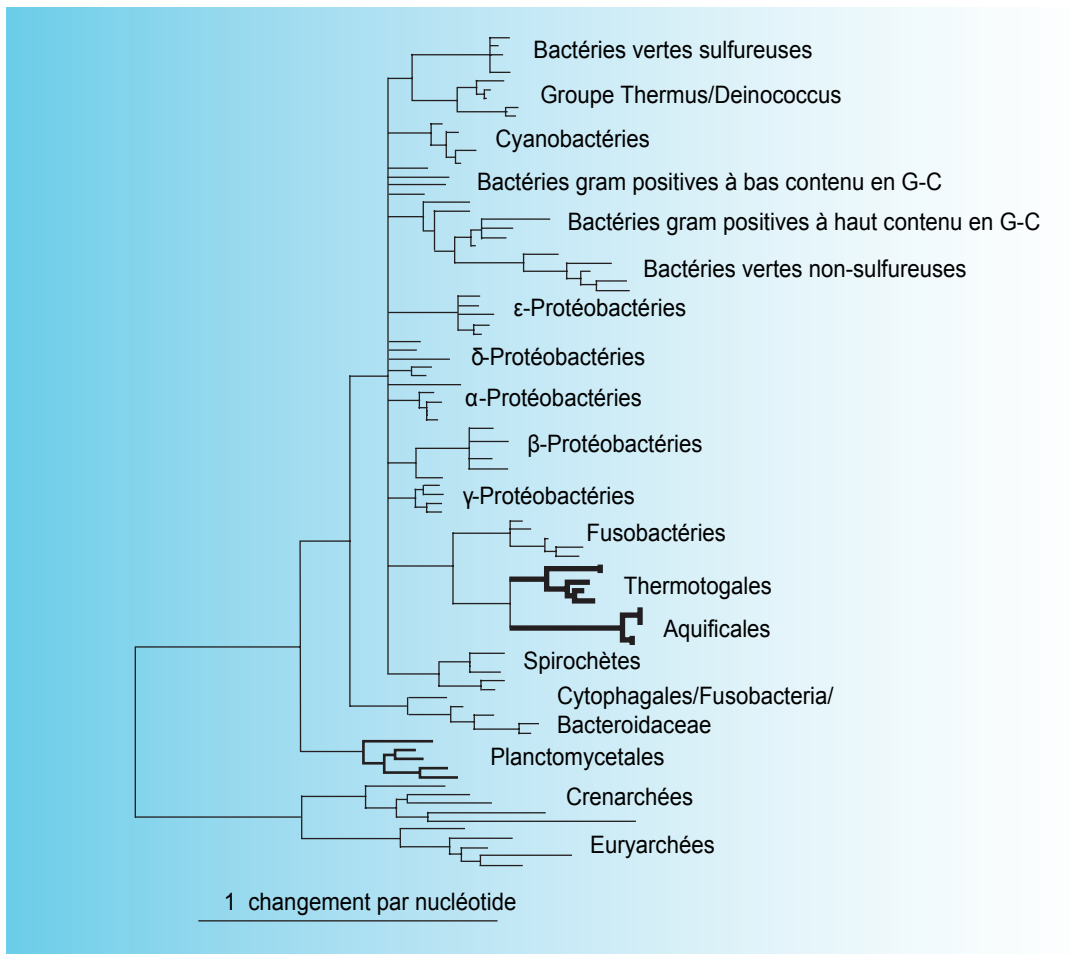 Bactéries vertes sulfureuses
Groupe Thermus/Deinococcus
Cyanobactéries
Bactéries gram positives à bas contenu en G-C
Bactéries gram positives à haut contenu en G-C
Bactéries vertes non-sulfureuses
ε-Protéobactéries
δ-Protéobactéries
α-Protéobactéries
β-Protéobactéries
γ-Protéobactéries
Fusobactéries
Thermotogales
Aquificales
Spirochètes
Cytophagales/Fusobacteria/
Bacteroidaceae
Planctomycetales
Crenarchées
Euryarchées
1 changement par nucléotide